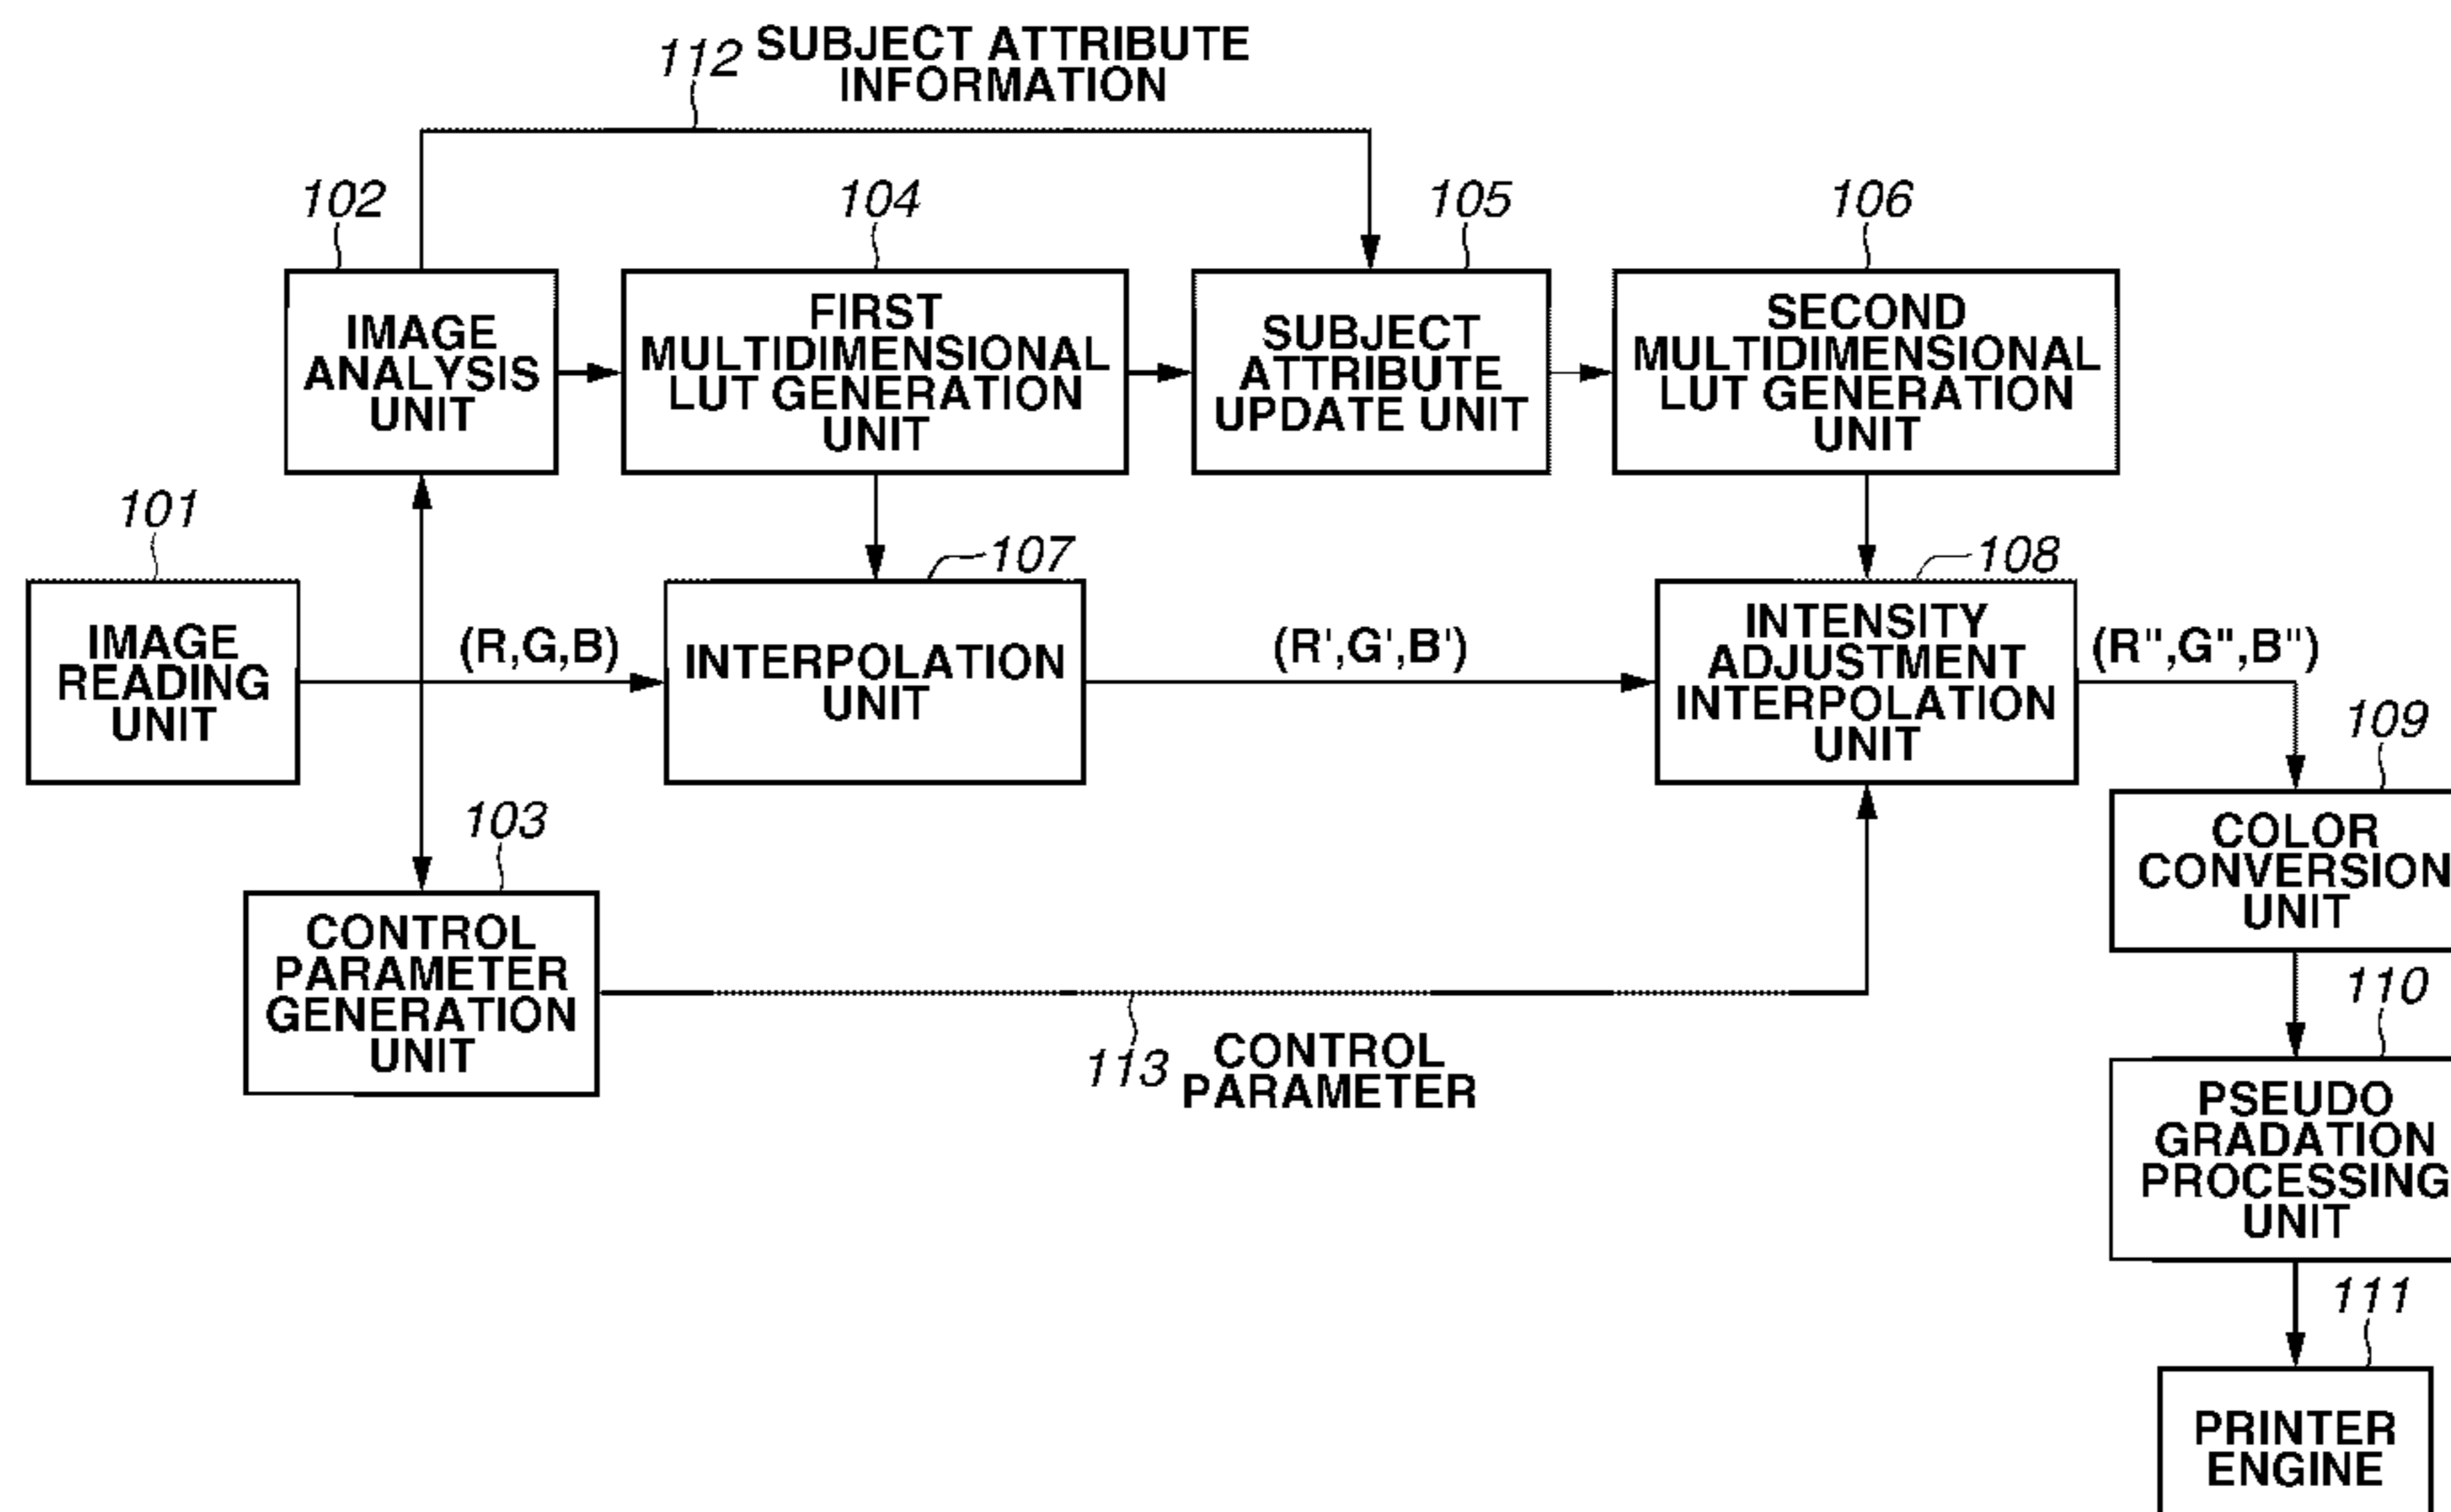 112 SUBJECT ATTRIBUTE
INFORMATION
102
104
105
106
IMAGE
ANALYSIS
UNIT
FIRST
MULTIDIMENSIONAL
LUT GENERATION
UNIT
SUBJECT
ATTRIBUTE
UPDATE UNIT
SECOND
MULTIDIMENSIONAL
LUT GENERATION
UNIT
101
107
108
IMAGE
READING
UNIT
(R,G,B)
INTERPOLATION
UNIT
(R',G',B')
INTENSITY
ADJUSTMENT
INTERPOLATION
UNIT
(R",G",B")
109
103
COLOR
CONVERSION
UNIT
CONTROL
PARAMETER
GENERATION
UNIT
113 CONTROL
PARAMETER
110
PSEUDO
GRADATION
PROCESSING
UNIT
111
PRINTER
ENGINE